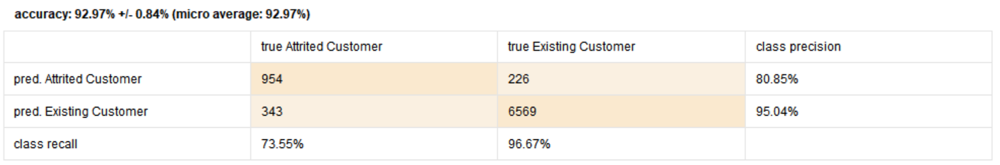 accuracy: 92.97% +/- 0.84% (micro average: 92.97%)
true Attrited Customer true Existing Customer class precision
pred. Attrited Customer 954 226 80.85%
pred. Existing Customer 343 6569 95.04%
class recall 73.55% 96.67%